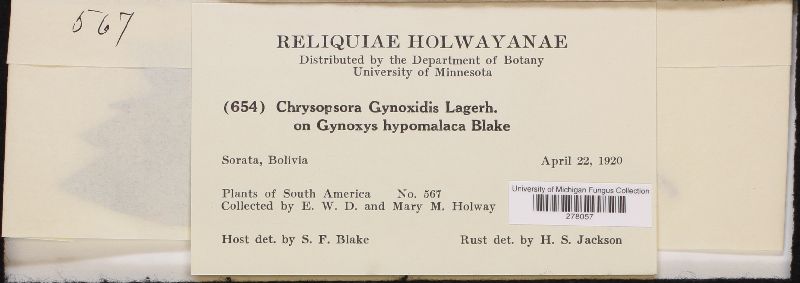 567
RELIQUIAE HOLWAYANAE
Distributed by the Department of Botany
University of Minnesota
(654) Chrysopsora Gynoxidis Lagerh.
on Gynoxys hypomalaca Blake
Sorata, Bolivia April 22, 1920
Plants of South America No. 567
Collected by E. W. D. and Mary M. Holway
University of Michigan Fungus Collection
278057
Host det. by S. F. Blake Rust det. by H. S. Jackson